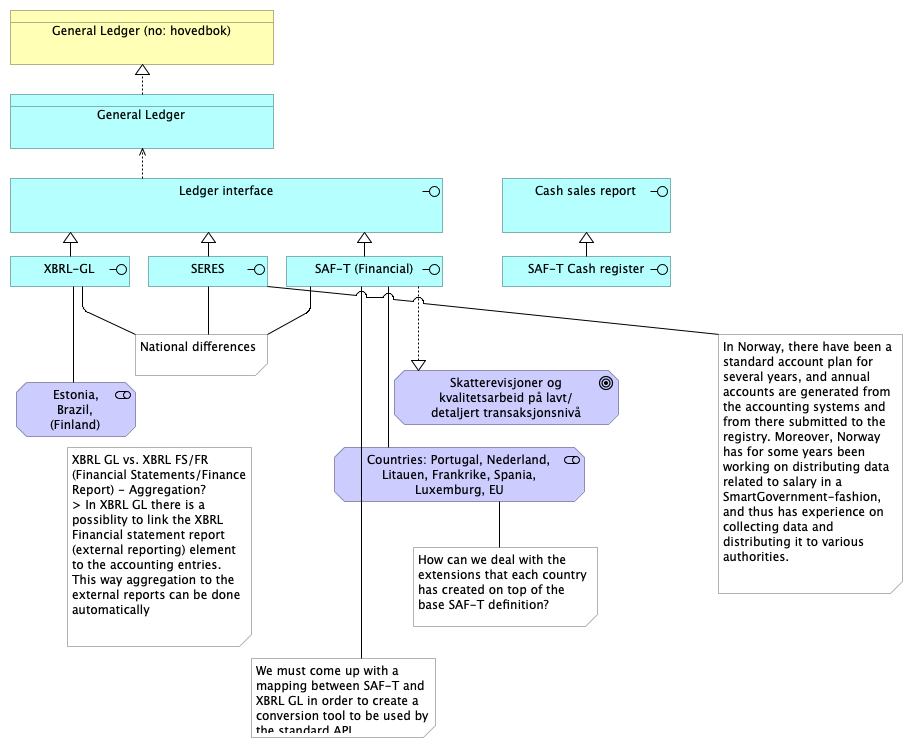 General Ledger (no: hovedbok)
General Ledger
Ledger interface
Cash sales report
XBRL-GL
SERES
SAF-T (Financial)
SAF-T Cash register
National differences
Estonia,
Brazil,
(Finland)
Skatterevisjoner og
kvalitetsarbeid på lavt/
detaljert transaksjonsnivå
Countries: Portugal, Nederland,
Litauen, Frankrike, Spania,
Luxemburg, EU
In Norway, there have been a
standard account plan for
several years, and annual
accounts are generated from
the accounting systems and
from there submitted to the
registry. Moreover, Norway
has for some years been
working on distributing data
related to salary in a
SmartGovernment-fashion,
and thus has experience on
collecting data and
distributing it to various
authorities.
XBRL GL vs. XBRL FS/FR
(Financial Statements/Finance
Report) - Aggregation?
> In XBRL GL there is a
possiblity to link the XBRL
Financial statement report
(external reporting) element
to the accounting entries.
This way aggregation to the
external reports can be done
automatically
How can we deal with the
extensions that each country
has created on top of the
base SAF-T definition?
We must come up with a
mapping between SAF-T and
XBRL GL in order to create a
conversion tool to be used by
the standard API